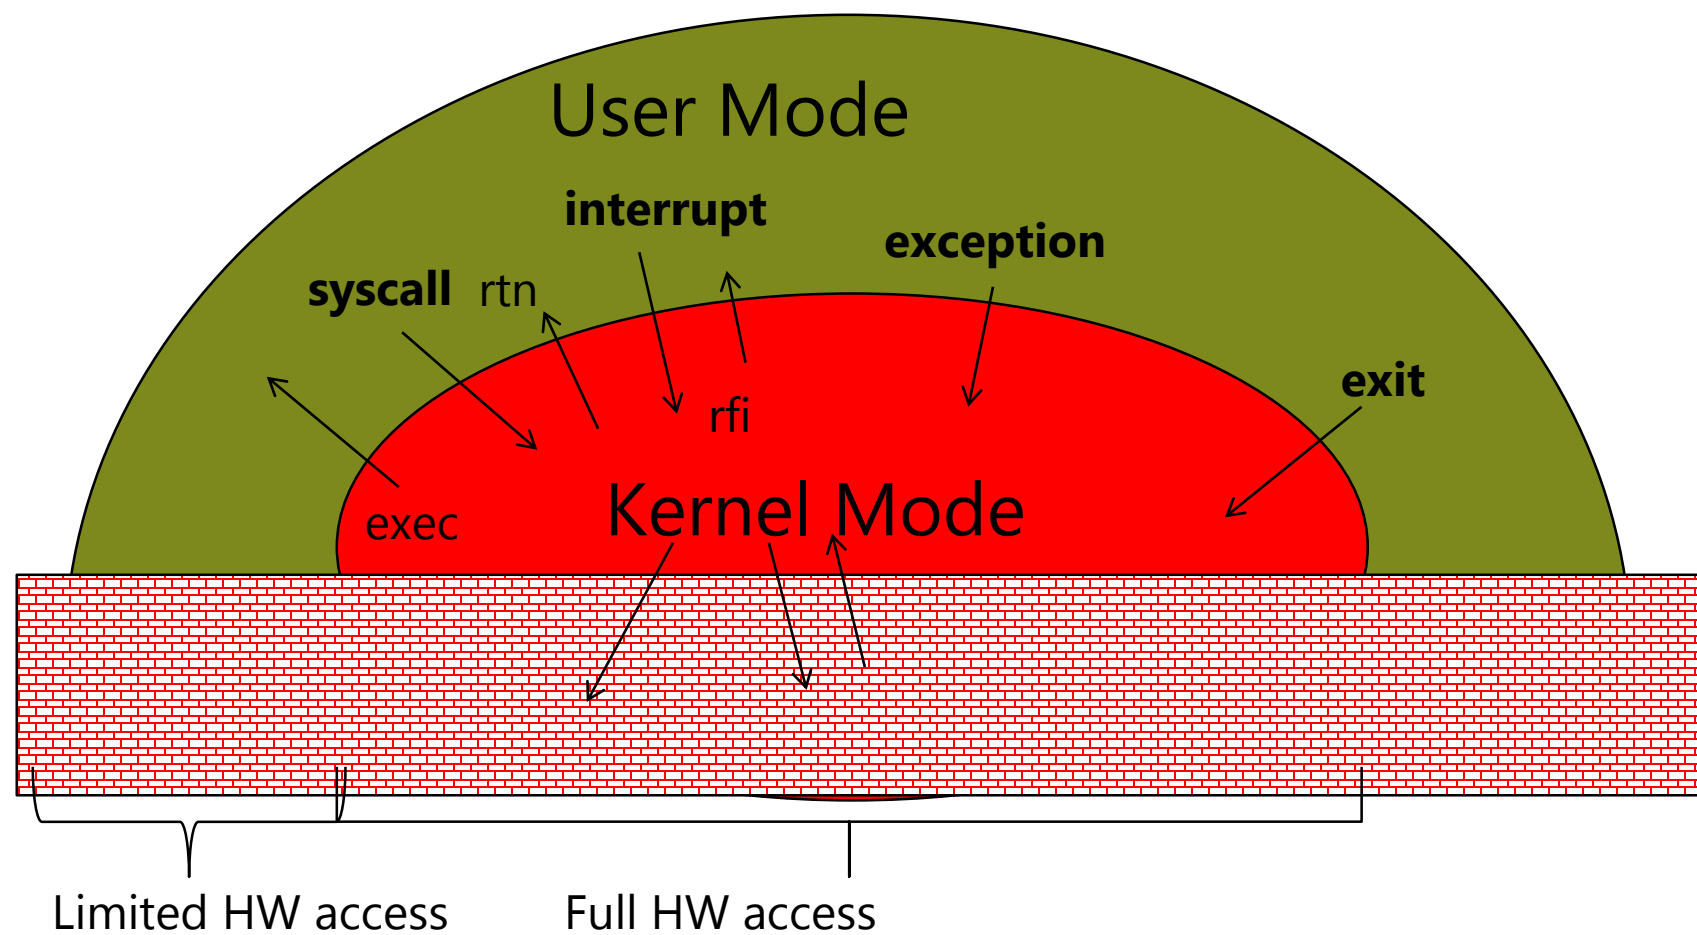 User Mode
interrupt
exception
syscall rtn
exit
rfi
Kernel Mode
exec
Limited HW access
Full HW access